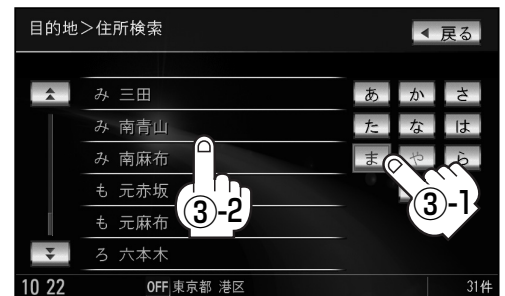 目的地>住所検索
戻る
み 三田
み 南青山
み 南麻布
も 元赤坂
も 元麻布
ろ 六本木
あ か さ
た な は
ま や ら
③-2
③-1
10 22
OFF 東京都 港区
31件